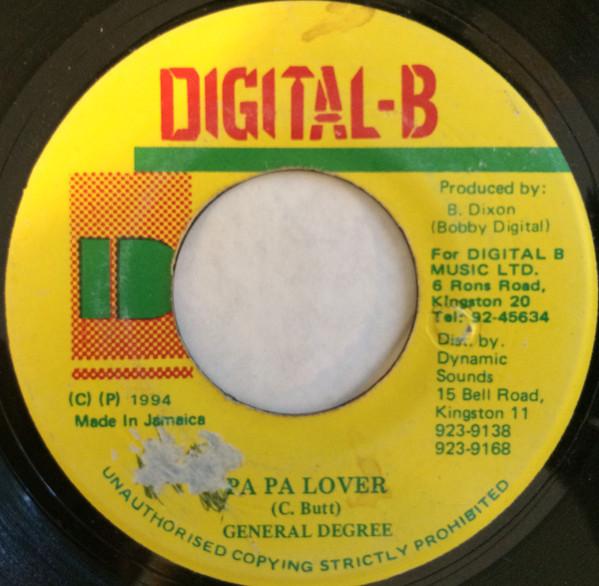 DIGITAL-B
Produced by:
B. Dixon
(Bobby Digital)
For DIGITAL B
MUSIC LTD.
6 Rons Road,
Kingston 20
Tel: 92-45634
Dist. by.
Dynamic
Sounds
15 Bell Road,
Kingston 11
923-9138
923-9168
D
(C) (P) 1994
Made In Jamaica
PA PA LOVER
(C. Butt)
GENERAL DEGREE
UNAUTHORISED COPYING STRICTLY PROHIBITED